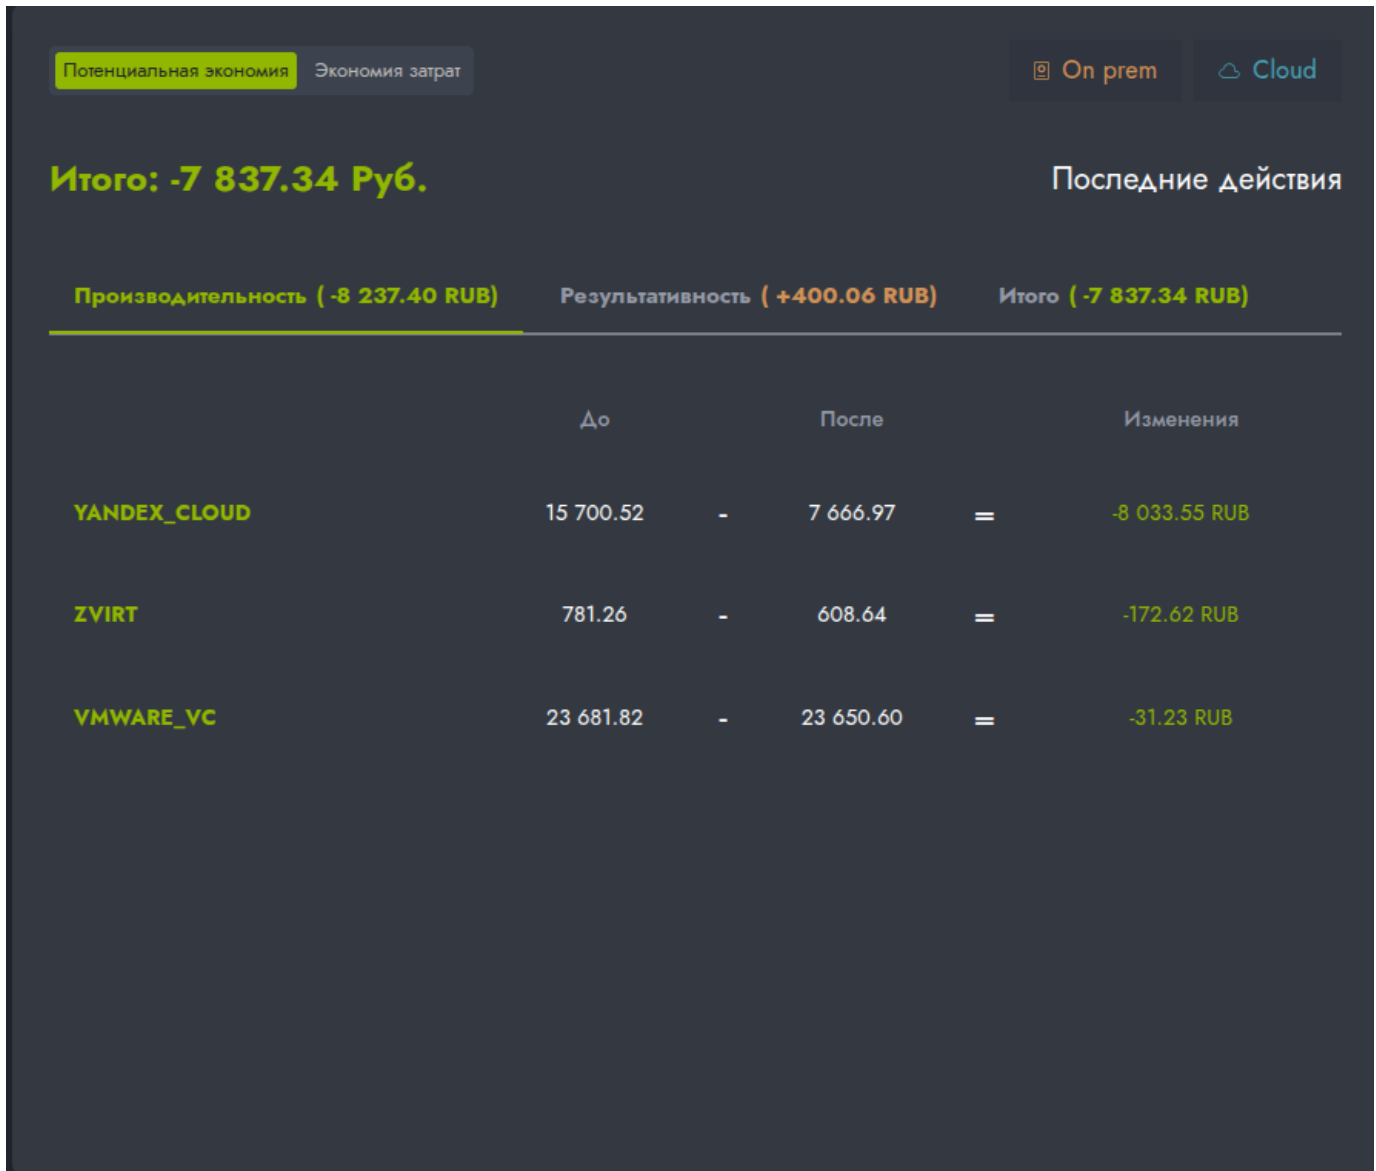 Потенциальная экономия Экономия затрат On prem Cloud
Итого: -7 837.34 Руб. Последние действия
Производительность ( -8 237.40 RUB) Результативность ( +400.06 RUB) Итого ( -7 837.34 RUB)
До После Изменения
YANDEX_CLOUD 15 700.52 - 7 666.97 = -8 033.55 RUB
ZVIRT 781.26 - 608.64 = -172.62 RUB
VMWARE_VC 23 681.82 - 23 650.60 = -31.23 RUB